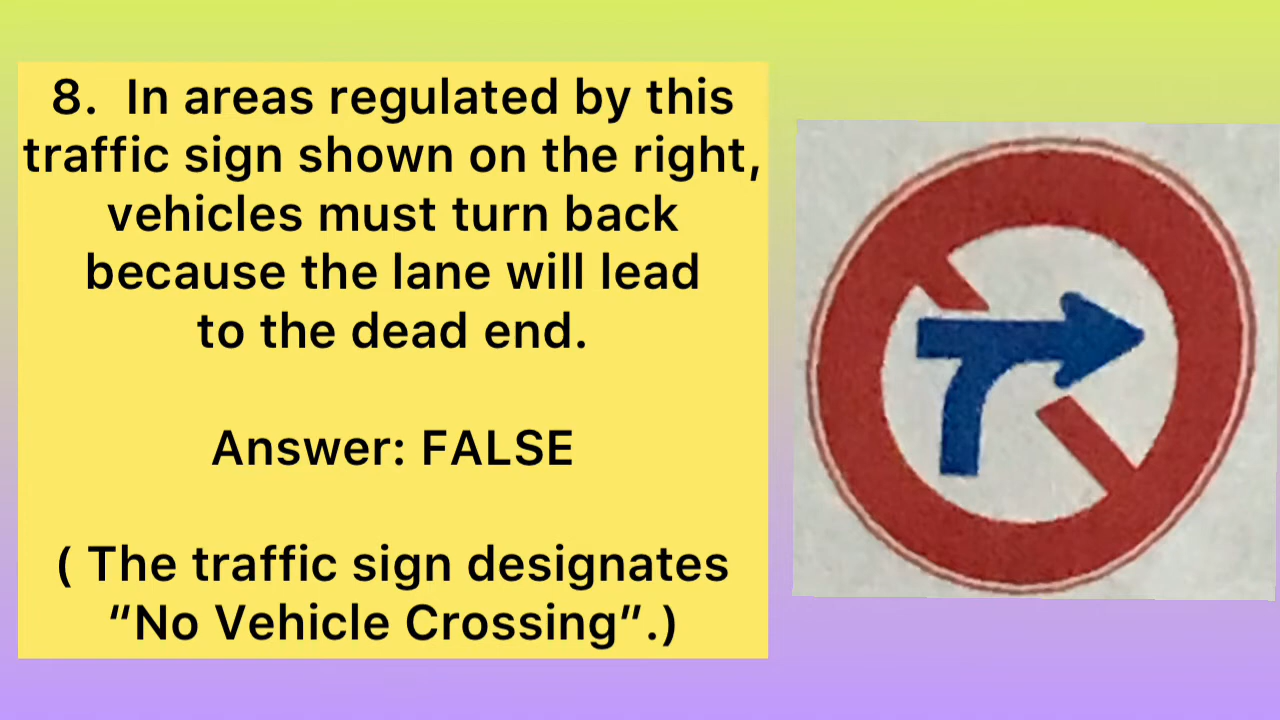 8. In areas regulated by this
traffic sign shown on the right,
vehicles must turn back
because the lane will lead
to the dead end.
Answer: FALSE
( The traffic sign designates
“No Vehicle Crossing”.)